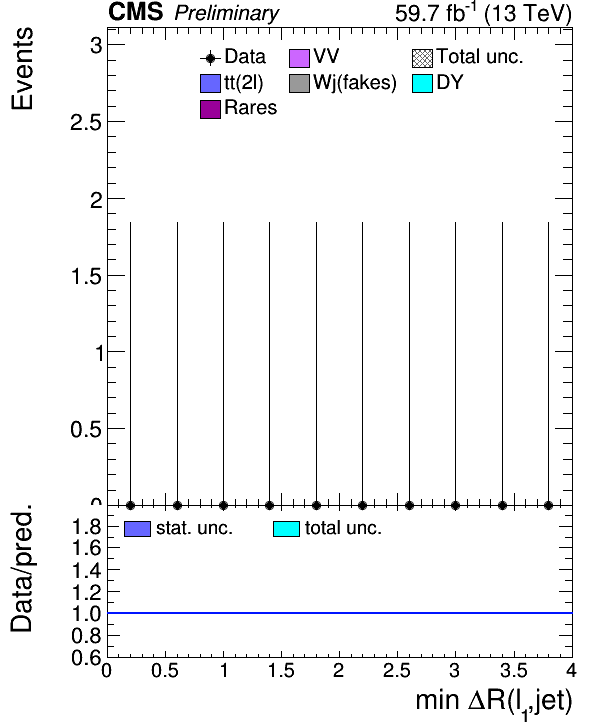 CMS Preliminary 59.7 fb-1 (13 TeV)
Events
3
2.5
2
1.5
1
0.5
0
Data VV Total unc.
tt(2l) Wj(fakes) DY
Rares
Data/pred.
1.8
1.6
1.4
1.2
1.0
0.8
0.6
stat. unc. total unc.
0 0.5 1 1.5 2 2.5 3 3.5 4
min ΔR(l1,jet)